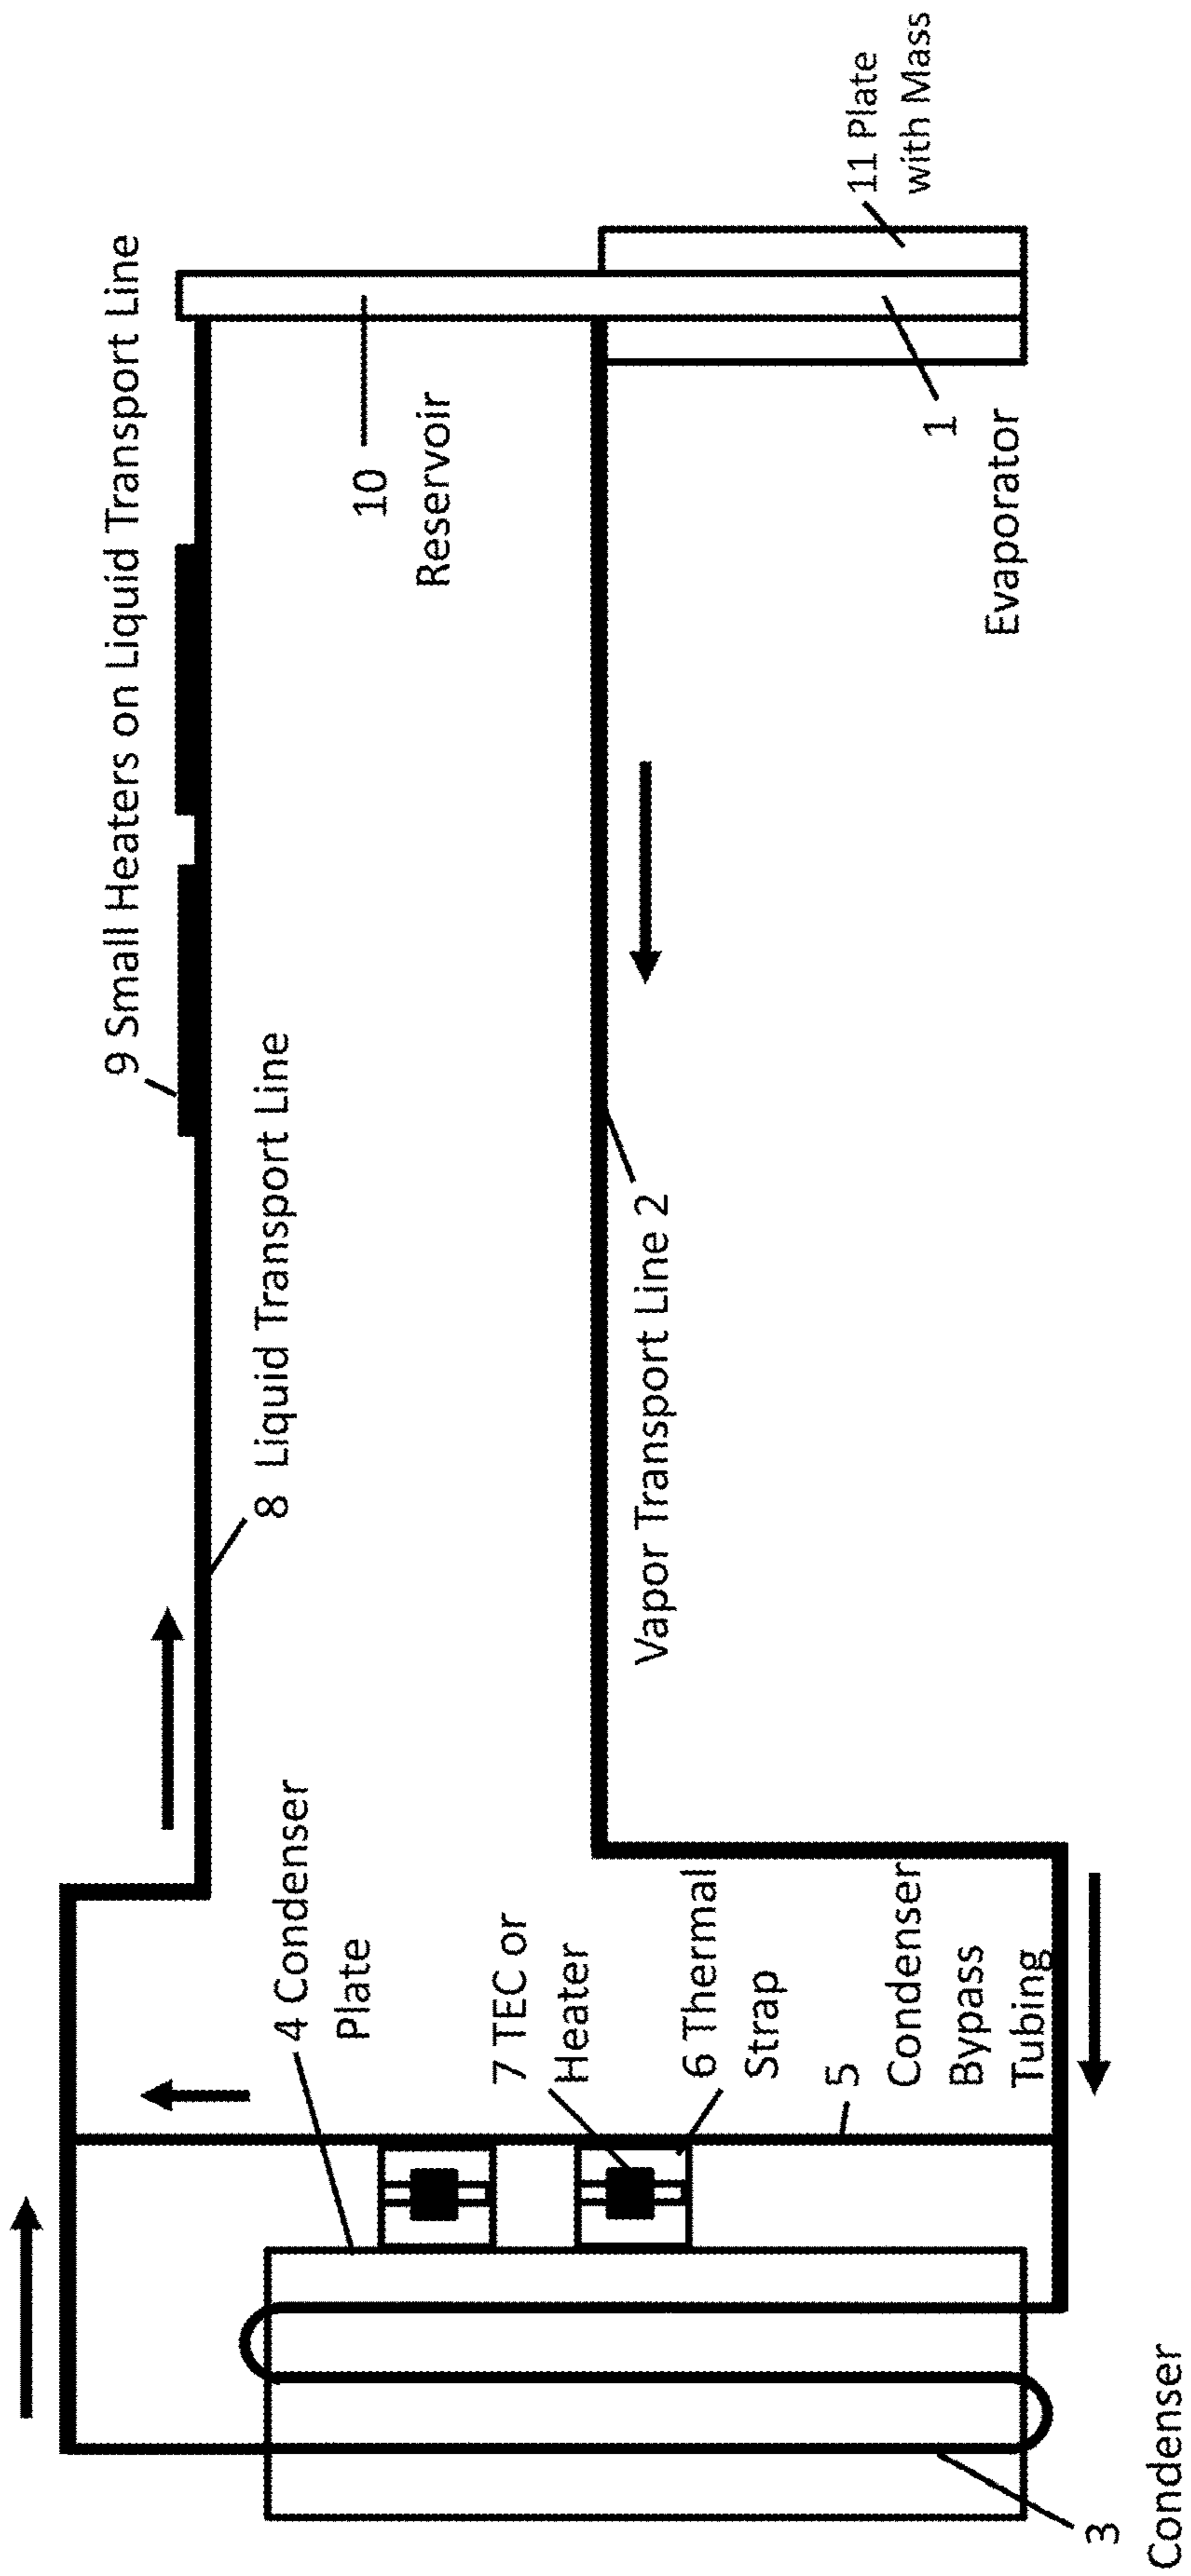 9 Small Heaters on Liquid Transport Line
8 Liquid Transport Line
10
Reservoir
11 Plate
with Mass
1
Evaporator
Vapor Transport Line 2
4 Condenser
Plate
7 TEC or
Heater
6 Thermal
Strap
5
Condenser
Bypass
Tubing
3
Condenser